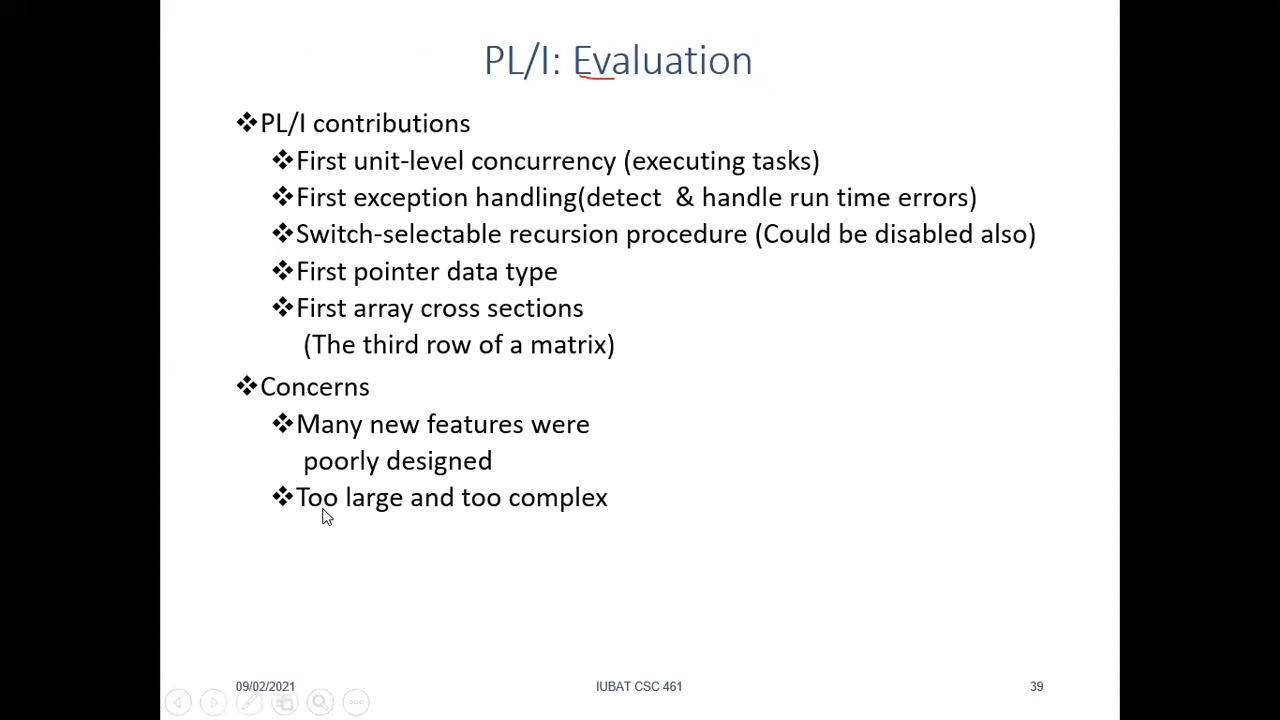 PL/I: Evaluation
❖PL/I contributions
❖First unit-level concurrency (executing tasks)
❖First exception handling(detect  & handle run time errors)
❖Switch-selectable recursion procedure (Could be disabled also)
❖First pointer data type
❖First array cross sections
(The third row of a matrix)
❖Concerns
❖Many new features were
poorly designed
❖Too large and too complex
09/02/2021 IUBAT CSC 461 39